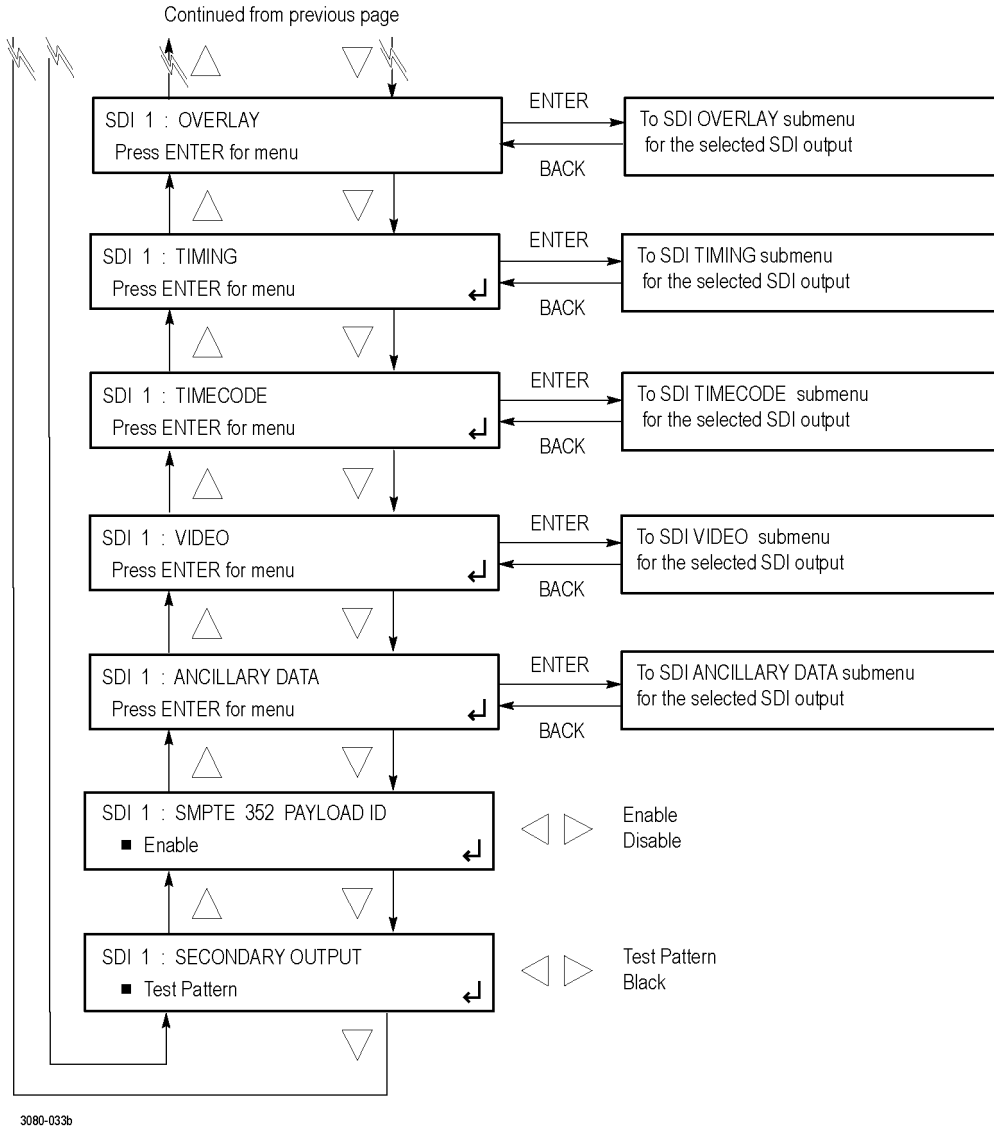 Continued from previous page
SDI 1 : OVERLAY
Press ENTER for menu
ENTER
BACK
To SDI OVERLAY submenu
for the selected SDI output
SDI 1 : TIMING
Press ENTER for menu
ENTER
BACK
To SDI TIMING submenu
for the selected SDI output
SDI 1 : TIMECODE
Press ENTER for menu
ENTER
BACK
To SDI TIMECODE submenu
for the selected SDI output
SDI 1 : VIDEO
Press ENTER for menu
ENTER
BACK
To SDI VIDEO submenu
for the selected SDI output
SDI 1 : ANCILLARY DATA
Press ENTER for menu
ENTER
BACK
To SDI ANCILLARY DATA submenu
for the selected SDI output
SDI 1 : SMPTE 352 PAYLOAD ID
■ Enable
Enable
Disable
SDI 1 : SECONDARY OUTPUT
■ Test Pattern
Test Pattern
Black
3080-033b